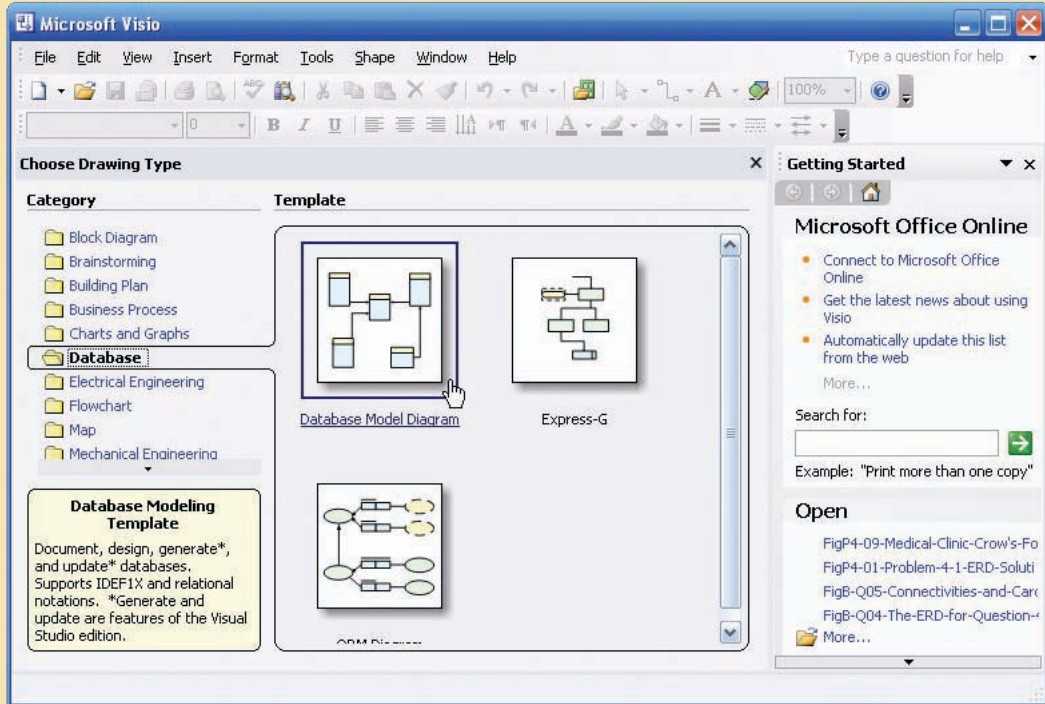 Microsoft Visio
File Edit View Insert Format Tools Shape Window Help
Type a question for help
0 100%
B I U A A
Choose Drawing Type
Category
Block Diagram
Brainstorming
Building Plan
Business Process
Charts and Graphs
Database
Electrical Engineering
Flowchart
Map
Mechanical Engineering
Database Modeling
Template
Document, design, generate*,
and update* databases.
Supports IDEF1X and relational
notations. *Generate and
update are features of the Visual
Studio edition.
Template
Database Model Diagram
Express-G
ORM Diagram
Getting Started
Microsoft Office Online
Connect to Microsoft Office
Online
Get the latest news about using
Visio
Automatically update this list
from the web
More...
Search for:
Example: "Print more than one copy"
Open
FigP4-09-Medical-Clinic-Crow's-Fo
FigP4-01-Problem-4-1-ERD-Soluti
FigB-Q05-Connectivities-and-Card
FigB-Q04-The-ERD-for-Question-
More...